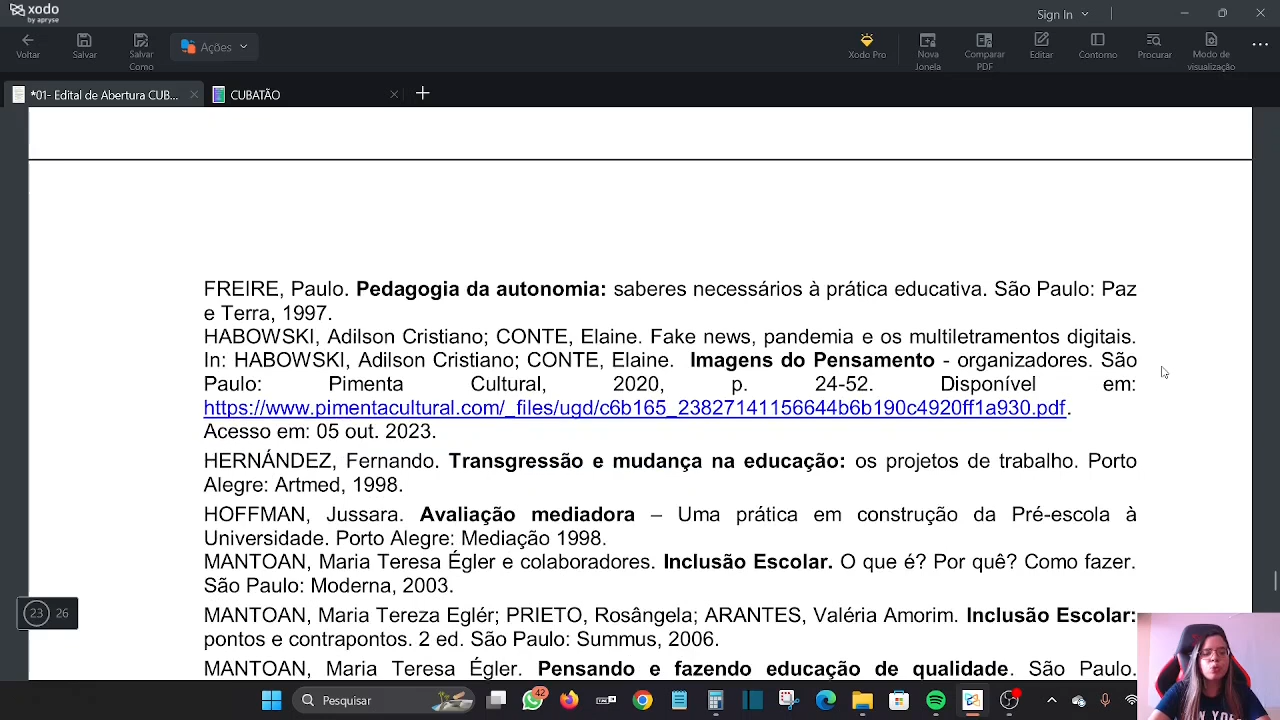 xodo
by apryse
Sign In
Voltar
Salvar
Salvar Como
Ações
Xodo Pro
Nova Janela
Comparar PDF
Editar
Contorno
Procurar
Modo de visualização
*01- Edital de Abertura CUB...
CUBATÃO
FREIRE, Paulo. Pedagogia da autonomia: saberes necessários à prática educativa. São Paulo: Paz
e Terra, 1997.
HABOWSKI, Adilson Cristiano; CONTE, Elaine. Fake news, pandemia e os multiletramentos digitais.
In: HABOWSKI, Adilson Cristiano; CONTE, Elaine. Imagens do Pensamento - organizadores. São
Paulo: Pimenta Cultural, 2020, p. 24-52. Disponível em:
https://www.pimentacultural.com/_files/ugd/c6b165_23827141156644b6b190c4920ff1a930.pdf.
Acesso em: 05 out. 2023.
HERNÁNDEZ, Fernando. Transgressão e mudança na educação: os projetos de trabalho. Porto
Alegre: Artmed, 1998.
HOFFMAN, Jussara. Avaliação mediadora – Uma prática em construção da Pré-escola à
Universidade. Porto Alegre: Mediação 1998.
MANTOAN, Maria Teresa Égler e colaboradores. Inclusão Escolar. O que é? Por quê? Como fazer.
São Paulo: Moderna, 2003.
MANTOAN, Maria Tereza Eglér; PRIETO, Rosângela; ARANTES, Valéria Amorim. Inclusão Escolar:
pontos e contrapontos. 2 ed. São Paulo: Summus, 2006.
MANTOAN, Maria Teresa Égler. Pensando e fazendo educação de qualidade. São Paulo.
23 26
Pesquisar
42